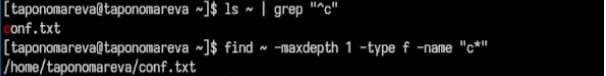 [taponomareva@taponomareva ~]$ ls ~ | grep "^c"
conf.txt
[taponomareva@taponomareva ~]$ find ~ -maxdepth 1 -type f -name "c*"
/home/taponomareva/conf.txt